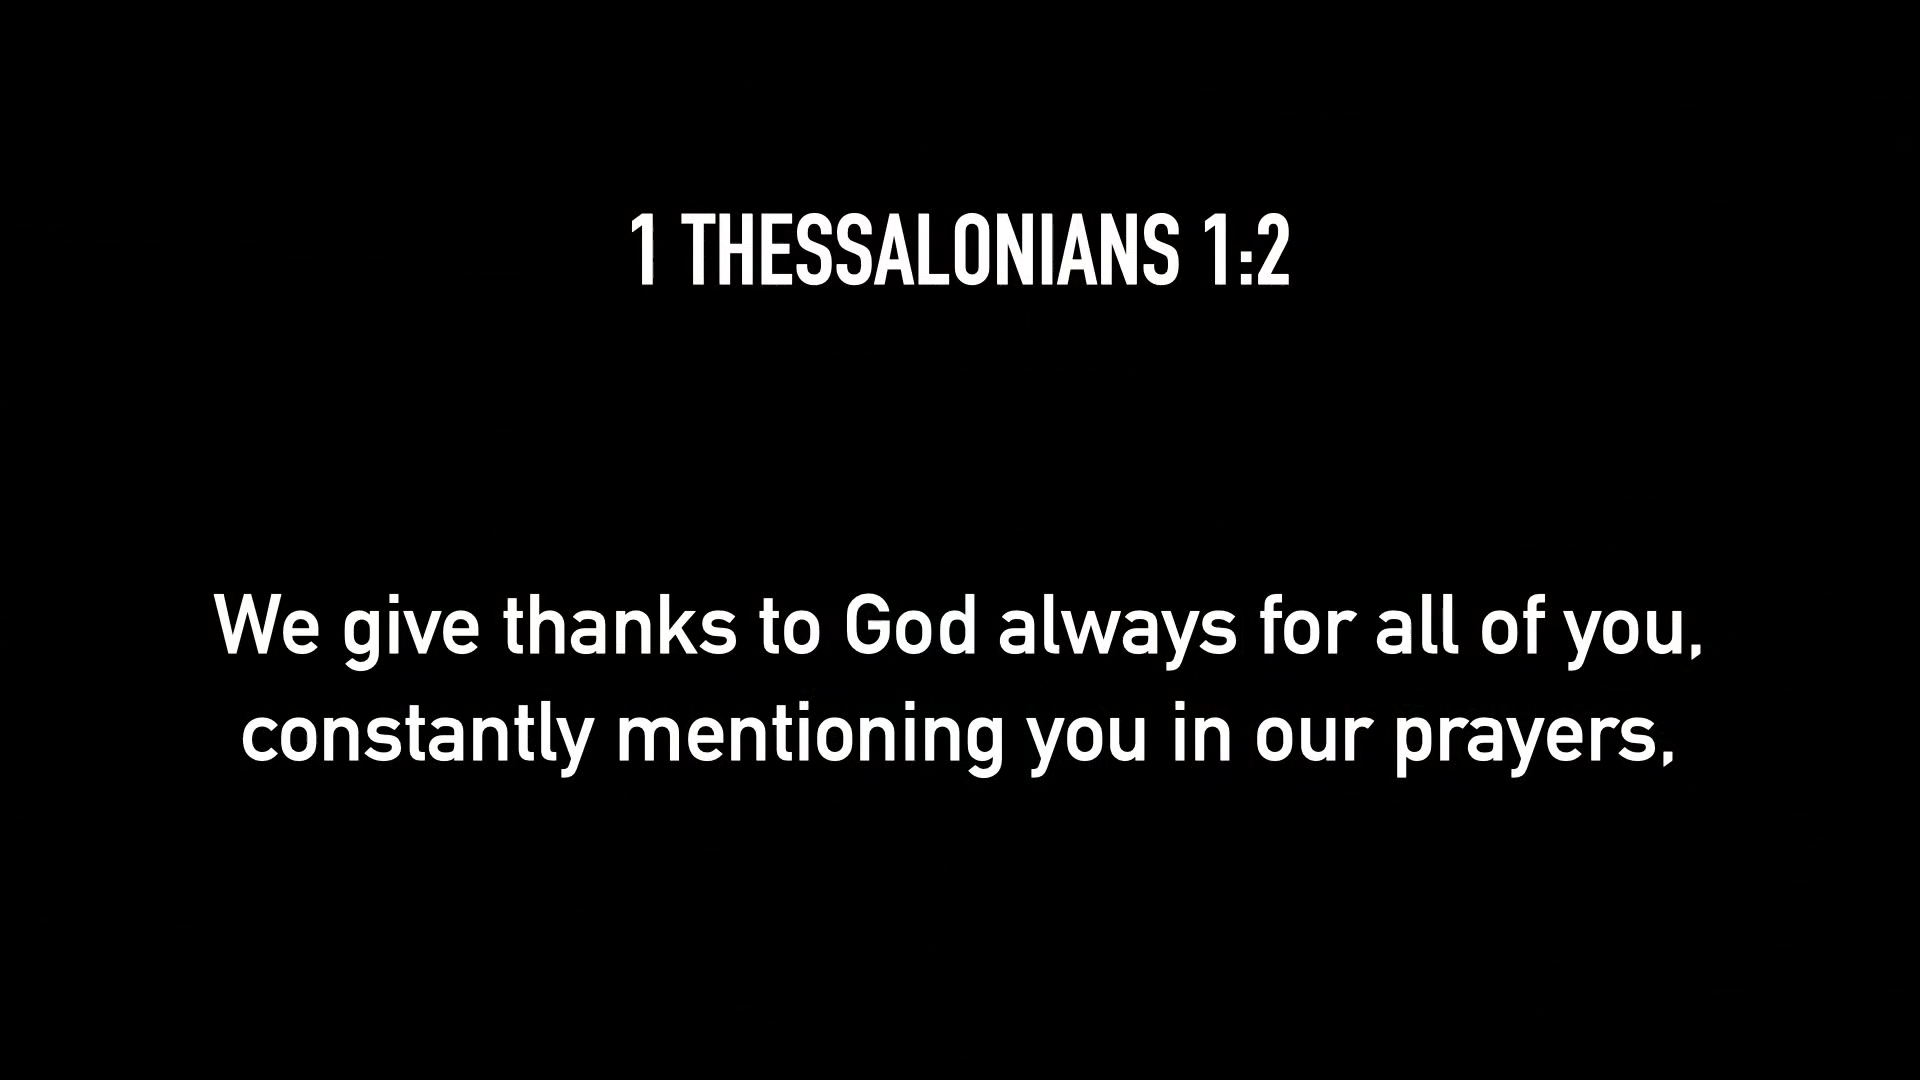 1 THESSALONIANS 1:2
We give thanks to God always for all of you,
constantly mentioning you in our prayers,